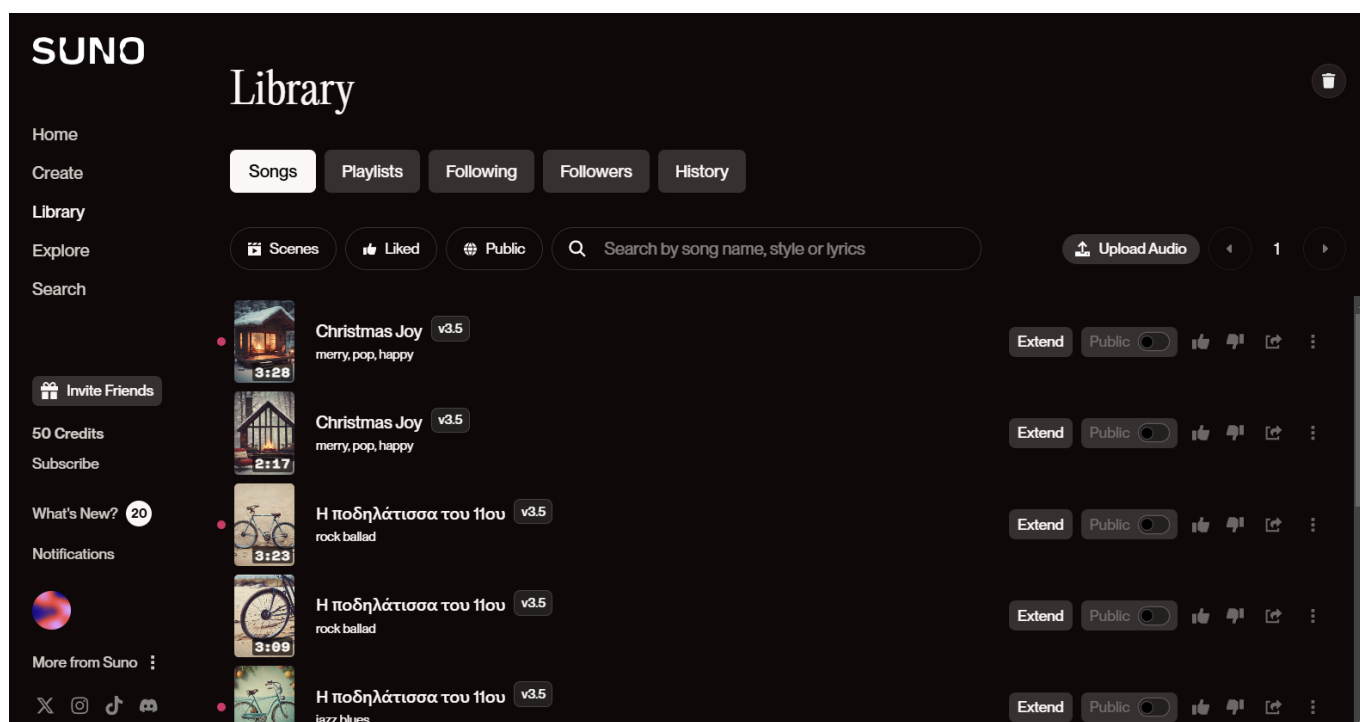 SUNO
Home
Create
Library
Explore
Search
Invite Friends
50 Credits
Subscribe
What's New? 20
Notifications
More from Suno
Library
Songs Playlists Following Followers History
Scenes Liked Public Search by song name, style or lyrics Upload Audio 1
Christmas Joy v3.5
merry, pop, happy
3:28
Extend Public
Christmas Joy v3.5
merry, pop, happy
2:17
Extend Public
Η ποδηλάτισσα του 11ου v3.5
rock ballad
3:23
Extend Public
Η ποδηλάτισσα του 11ου v3.5
rock ballad
3:09
Extend Public
Η ποδηλάτισσα του 11ου v3.5
jazz blues
Extend Public